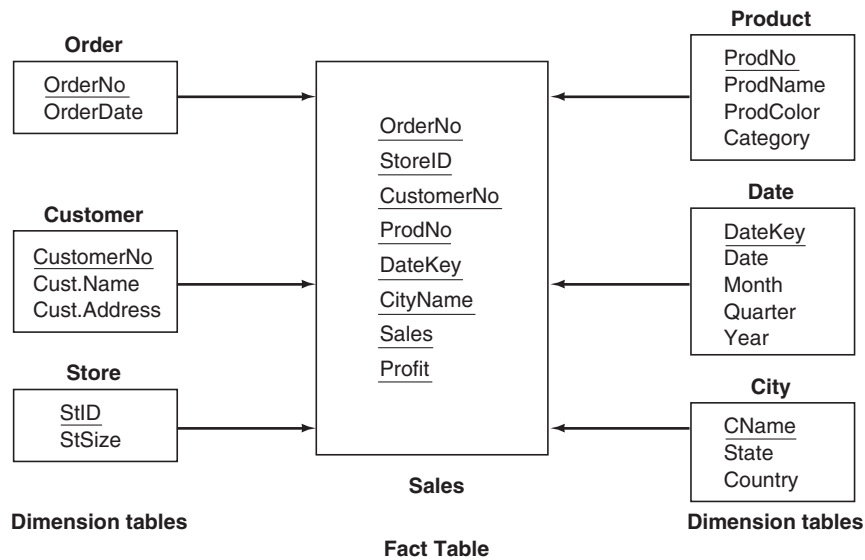 Order
OrderNo
OrderDate
Customer
CustomerNo
Cust.Name
Cust.Address
Store
StID
StSize
Dimension tables
OrderNo
StoreID
CustomerNo
ProdNo
DateKey
CityName
Sales
Profit
Sales
Fact Table
Product
ProdNo
ProdName
ProdColor
Category
Date
DateKey
Date
Month
Quarter
Year
City
CName
State
Country
Dimension tables